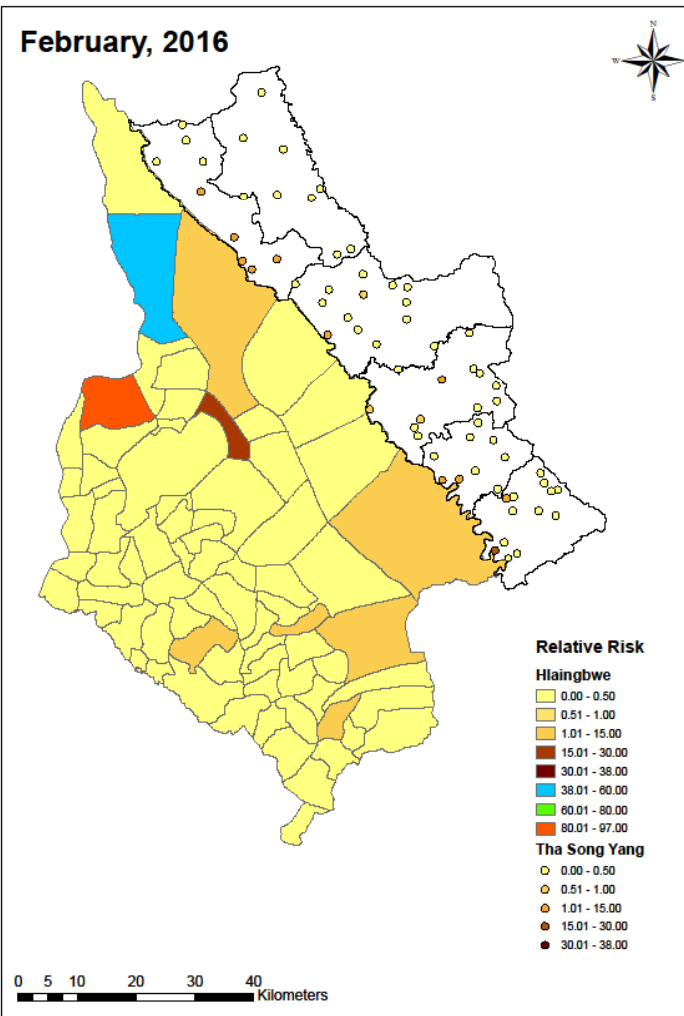 February, 2016
N
W
E
S
Relative Risk
Hlaingbwe
0.00 - 0.50
0.51 - 1.00
1.01 - 15.00
15.01 - 30.00
30.01 - 38.00
38.01 - 60.00
60.01 - 80.00
80.01 - 97.00
Tha Song Yang
0.00 - 0.50
0.51 - 1.00
1.01 - 15.00
15.01 - 30.00
30.01 - 38.00
0 5 10 20 30 40
Kilometers